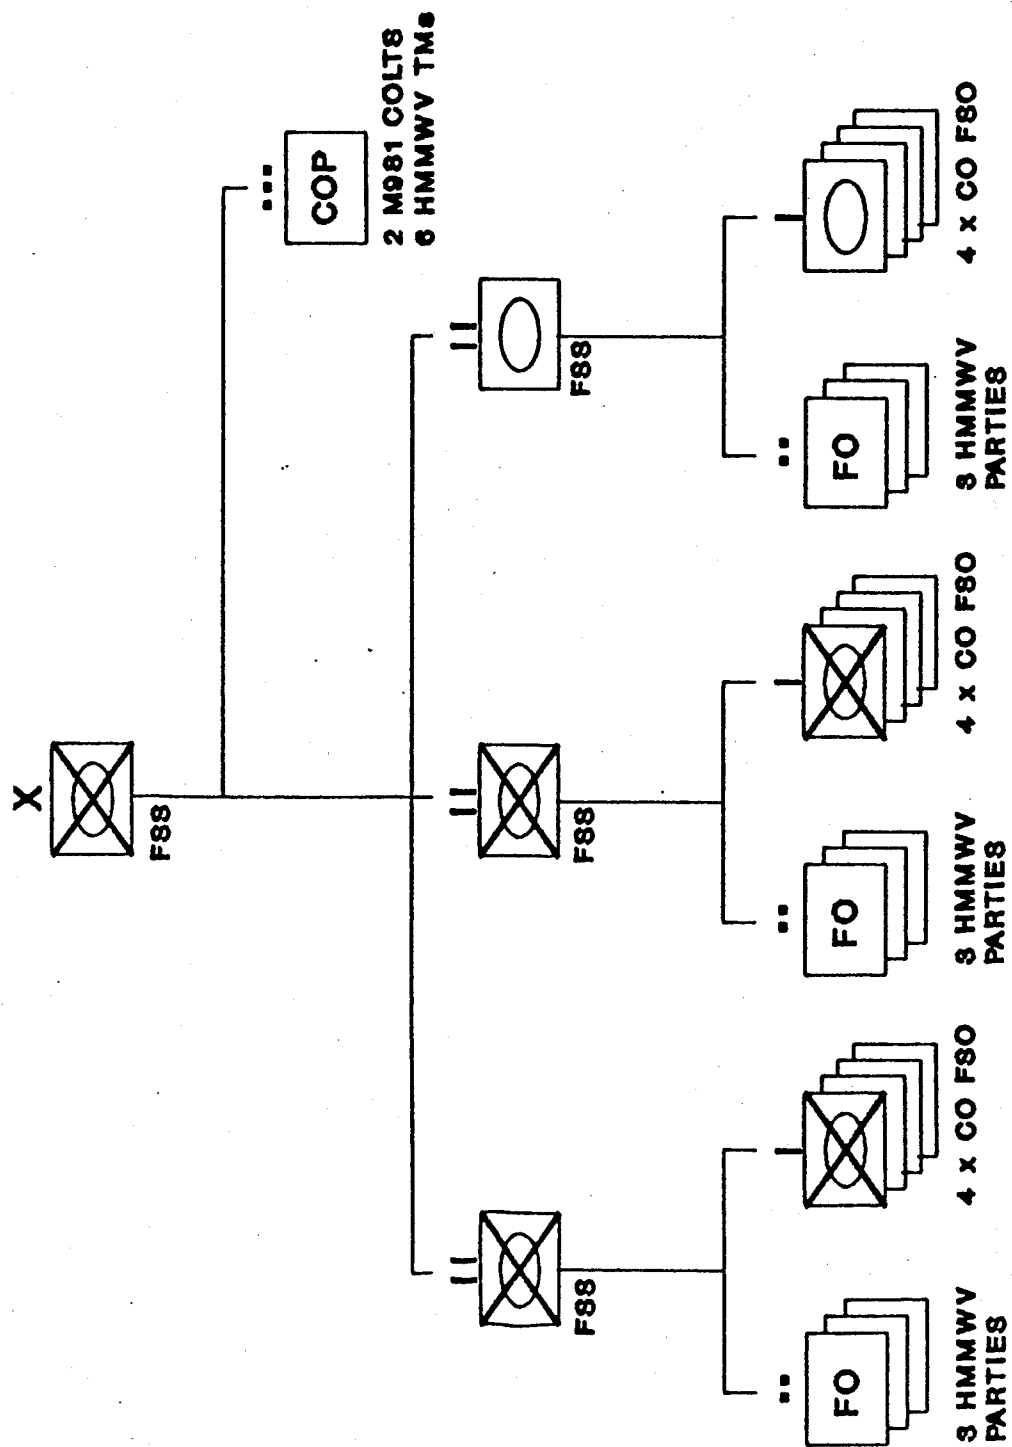 X
FSS
COP
2 M981 COLTS
6 HMMWV TMs
FSS
FSS
FSS
FO
3 HMMWV
PARTIES
4 x CO FSO
FO
3 HMMWV
PARTIES
4 x CO FSO
FO
3 HMMWV
PARTIES
4 x CO FSO